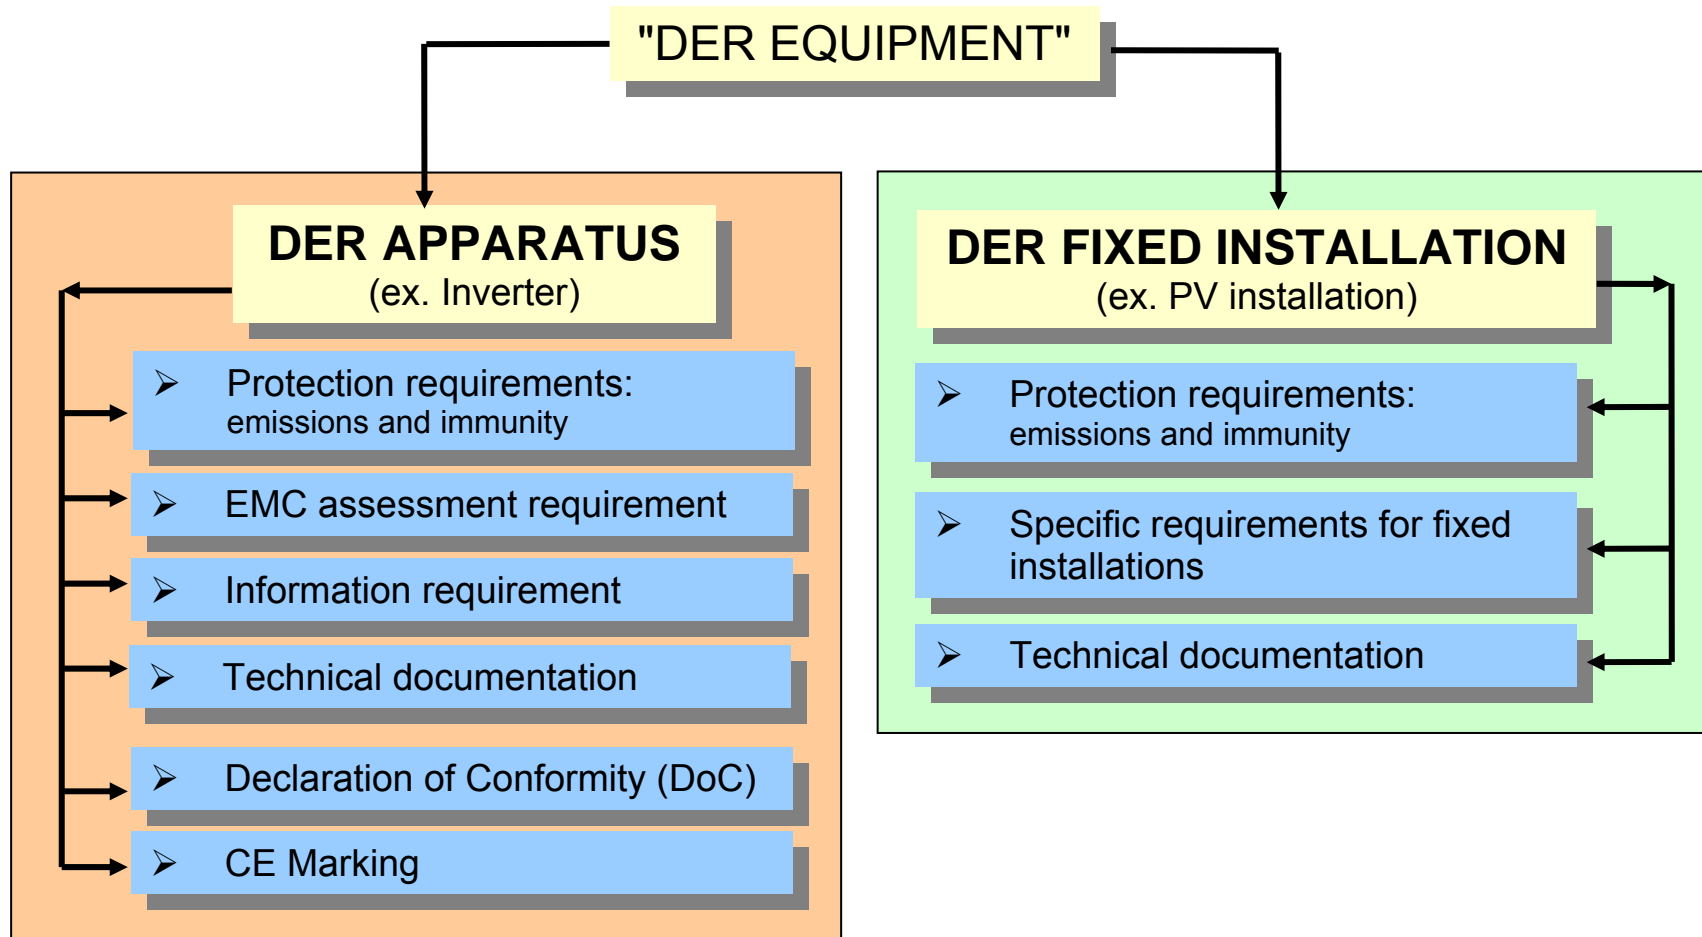 "DER EQUIPMENT"
DER APPARATUS
(ex. Inverter)
➢ Protection requirements:
emissions and immunity
➢ EMC assessment requirement
➢ Information requirement
➢ Technical documentation
➢ Declaration of Conformity (DoC)
➢ CE Marking
DER FIXED INSTALLATION
(ex. PV installation)
➢ Protection requirements:
emissions and immunity
➢ Specific requirements for fixed
installations
➢ Technical documentation